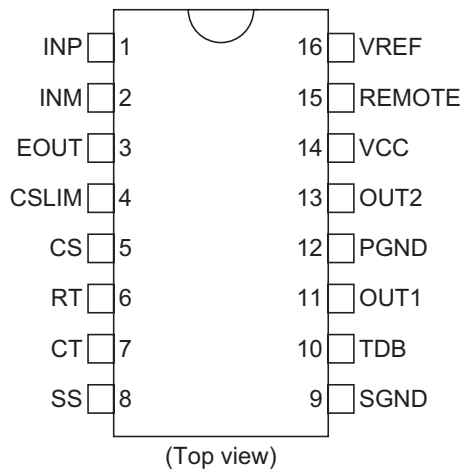 INP 1 16 VREF
INM 2 15 REMOTE
EOUT 3 14 VCC
CSLIM 4 13 OUT2
CS 5 12 PGND
RT 6 11 OUT1
CT 7 10 TDB
SS 8 9 SGND
(Top view)